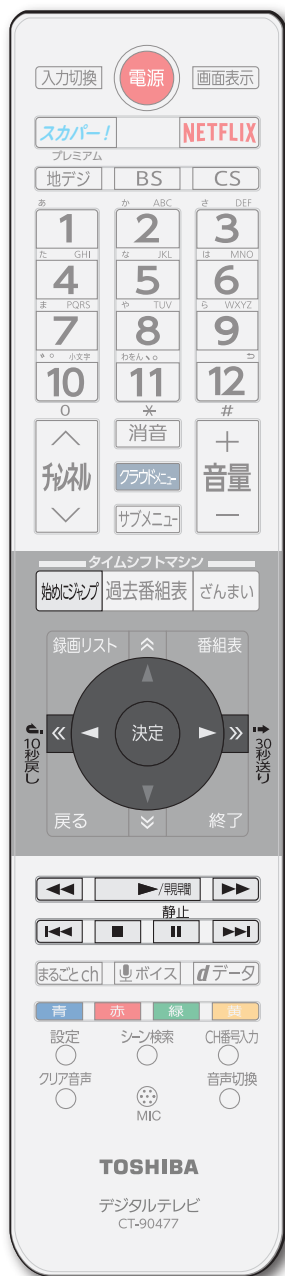 入力切換 電源 画面表示
スカパー! NETFLIX
プレミアム
地デジ BS CS
あ か ABC さ DEF
1 2 3
た GHI な JKL は MNO
4 5 6
ま PQRS や TUV ら WXYZ
7 8 9
小文字 わをん、。
10 11 12
0 * #
チャンネル 消音 + 音量 −
クラウドメニュー
サブメニュー
タイムシフトマシン
始めにジャンプ 過去番組表 ざんまい
録画リスト 番組表
10秒戻し 決定 30秒送り
戻る 終了
/早見早聞
静止
まるごとch ボイス dデータ
青 赤 緑 黄
設定 シーン検索 CH番号入力
クリア音声 音声切換
MIC
TOSHIBA
デジタルテレビ
CT-90477